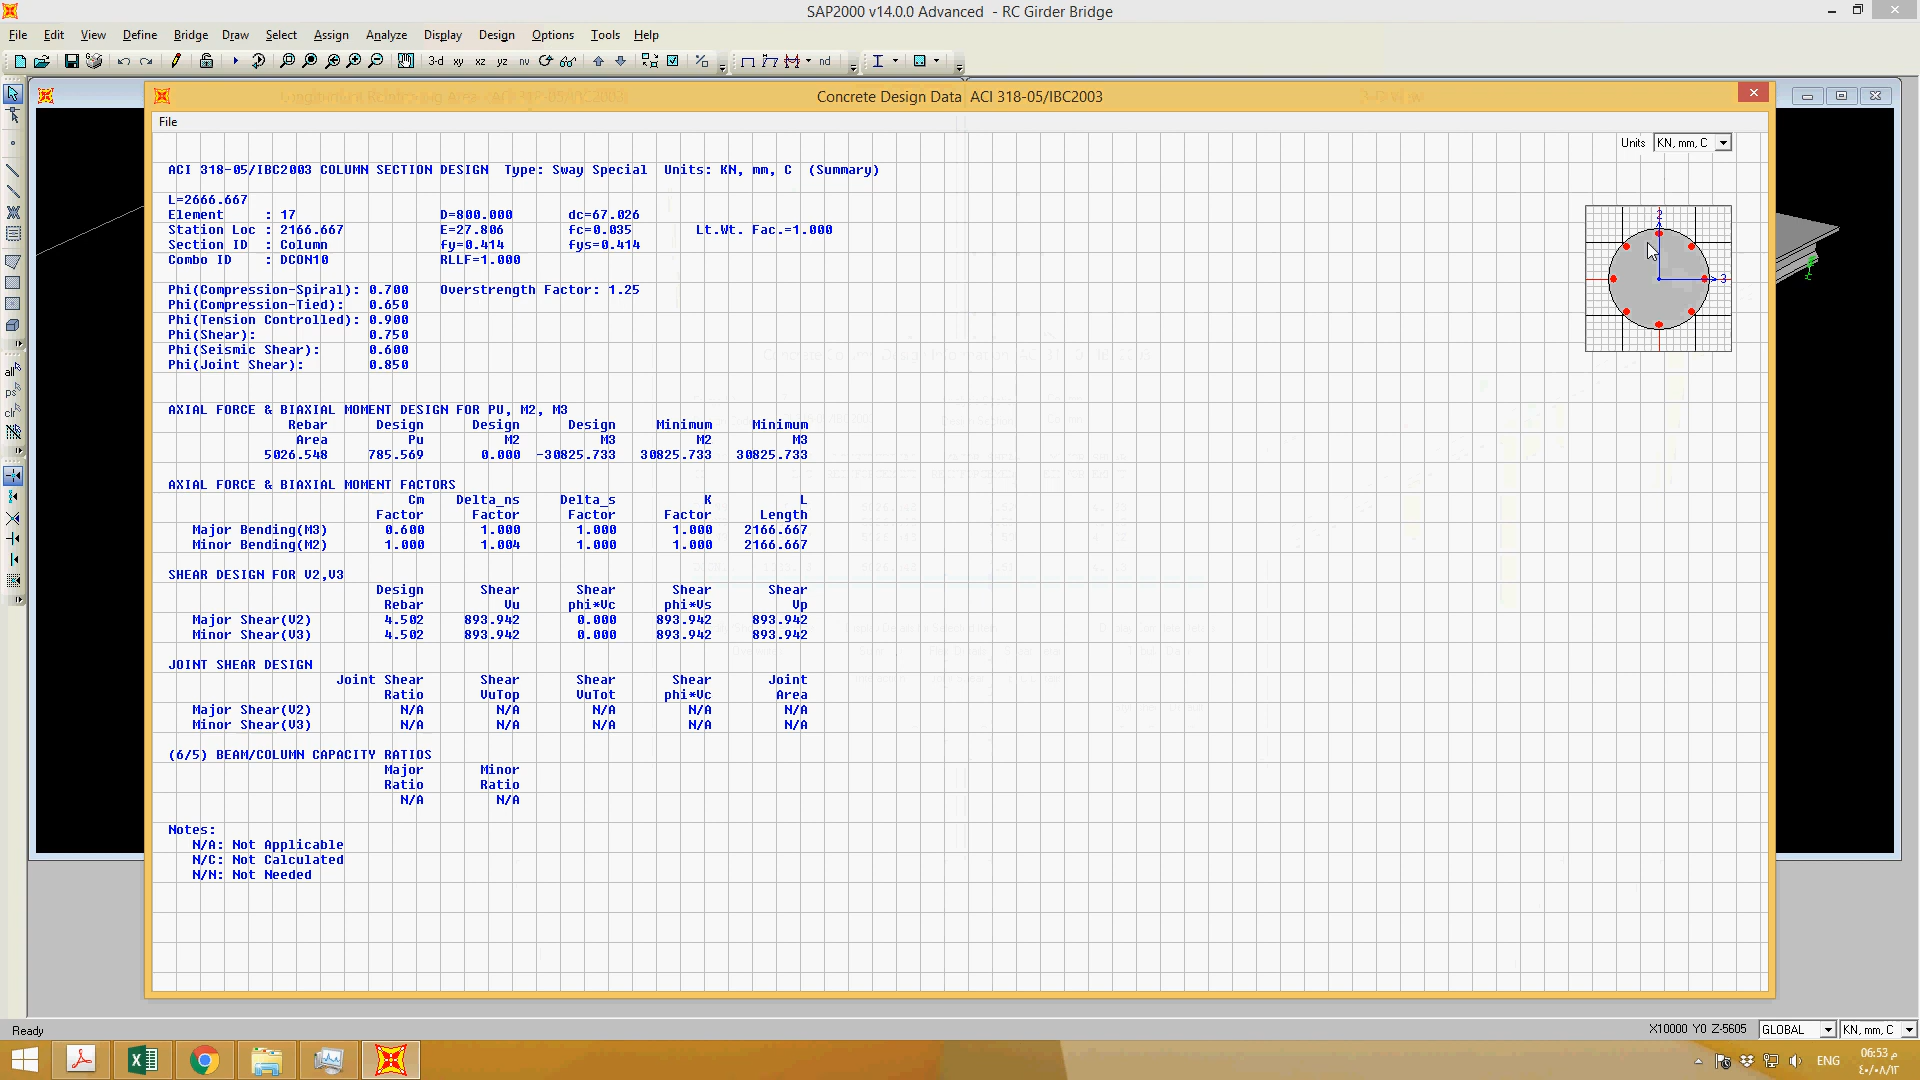 SAP2000 v14.0.0 Advanced - RC Girder Bridge
File Edit View Define Bridge Draw Select Assign Analyze Display Design Options Tools Help
3-d xy xz yz nv nd
Concrete Design Data ACI 318-05/IBC2003
File
Units KN, mm, C
ACI 318-05/IBC2003 COLUMN SECTION DESIGN Type: Sway Special Units: KN, mm, C (Summary)
L=2666.667
Element : 17 D=800.000 dc=67.026
Station Loc : 2166.667 E=27.806 fc=0.035 Lt.Wt. Fac.=1.000
Section ID : Column fy=0.414 fys=0.414
Combo ID : DCON10 RLLF=1.000
Phi(Compression-Spiral): 0.700 Overstrength Factor: 1.25
Phi(Compression-Tied): 0.650
Phi(Tension Controlled): 0.900
Phi(Shear): 0.750
Phi(Seismic Shear): 0.600
Phi(Joint Shear): 0.850
AXIAL FORCE & BIAXIAL MOMENT DESIGN FOR PU, M2, M3
Rebar Design Design Design Minimum Minimum
Area Pu M2 M3 M2 M3
5026.548 785.569 0.000 -30825.733 30825.733 30825.733
AXIAL FORCE & BIAXIAL MOMENT FACTORS
Cm Delta_ns Delta_s K L
Factor Factor Factor Factor Length
Major Bending(M3) 0.600 1.000 1.000 1.000 2166.667
Minor Bending(M2) 1.000 1.004 1.000 1.000 2166.667
SHEAR DESIGN FOR V2,V3
Design Shear Shear Shear Shear
Rebar Vu phi*Vc phi*Vs Vp
Major Shear(V2) 4.502 893.942 0.000 893.942 893.942
Minor Shear(V3) 4.502 893.942 0.000 893.942 893.942
JOINT SHEAR DESIGN
Joint Shear Shear Shear Shear Joint
Ratio VuTop VuTot phi*Vc Area
Major Shear(V2) N/A N/A N/A N/A N/A
Minor Shear(V3) N/A N/A N/A N/A N/A
(6/5) BEAM/COLUMN CAPACITY RATIOS
Major Minor
Ratio Ratio
N/A N/A
Notes:
N/A: Not Applicable
N/C: Not Calculated
N/N: Not Needed
2
3
all
ps
clr
Ready
X10000 Y0 Z-5605 GLOBAL KN, mm, C
ENG
06:53 م
٤٠/٠٨/١٢